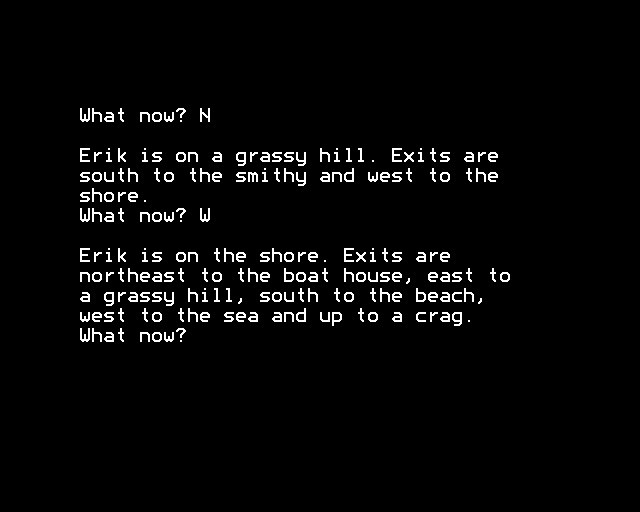 What now? N
Erik is on a grassy hill. Exits are
south to the smithy and west to the
shore.
What now? W
Erik is on the shore. Exits are
northeast to the boat house, east to
a grassy hill, south to the beach,
west to the sea and up to a crag.
What now?